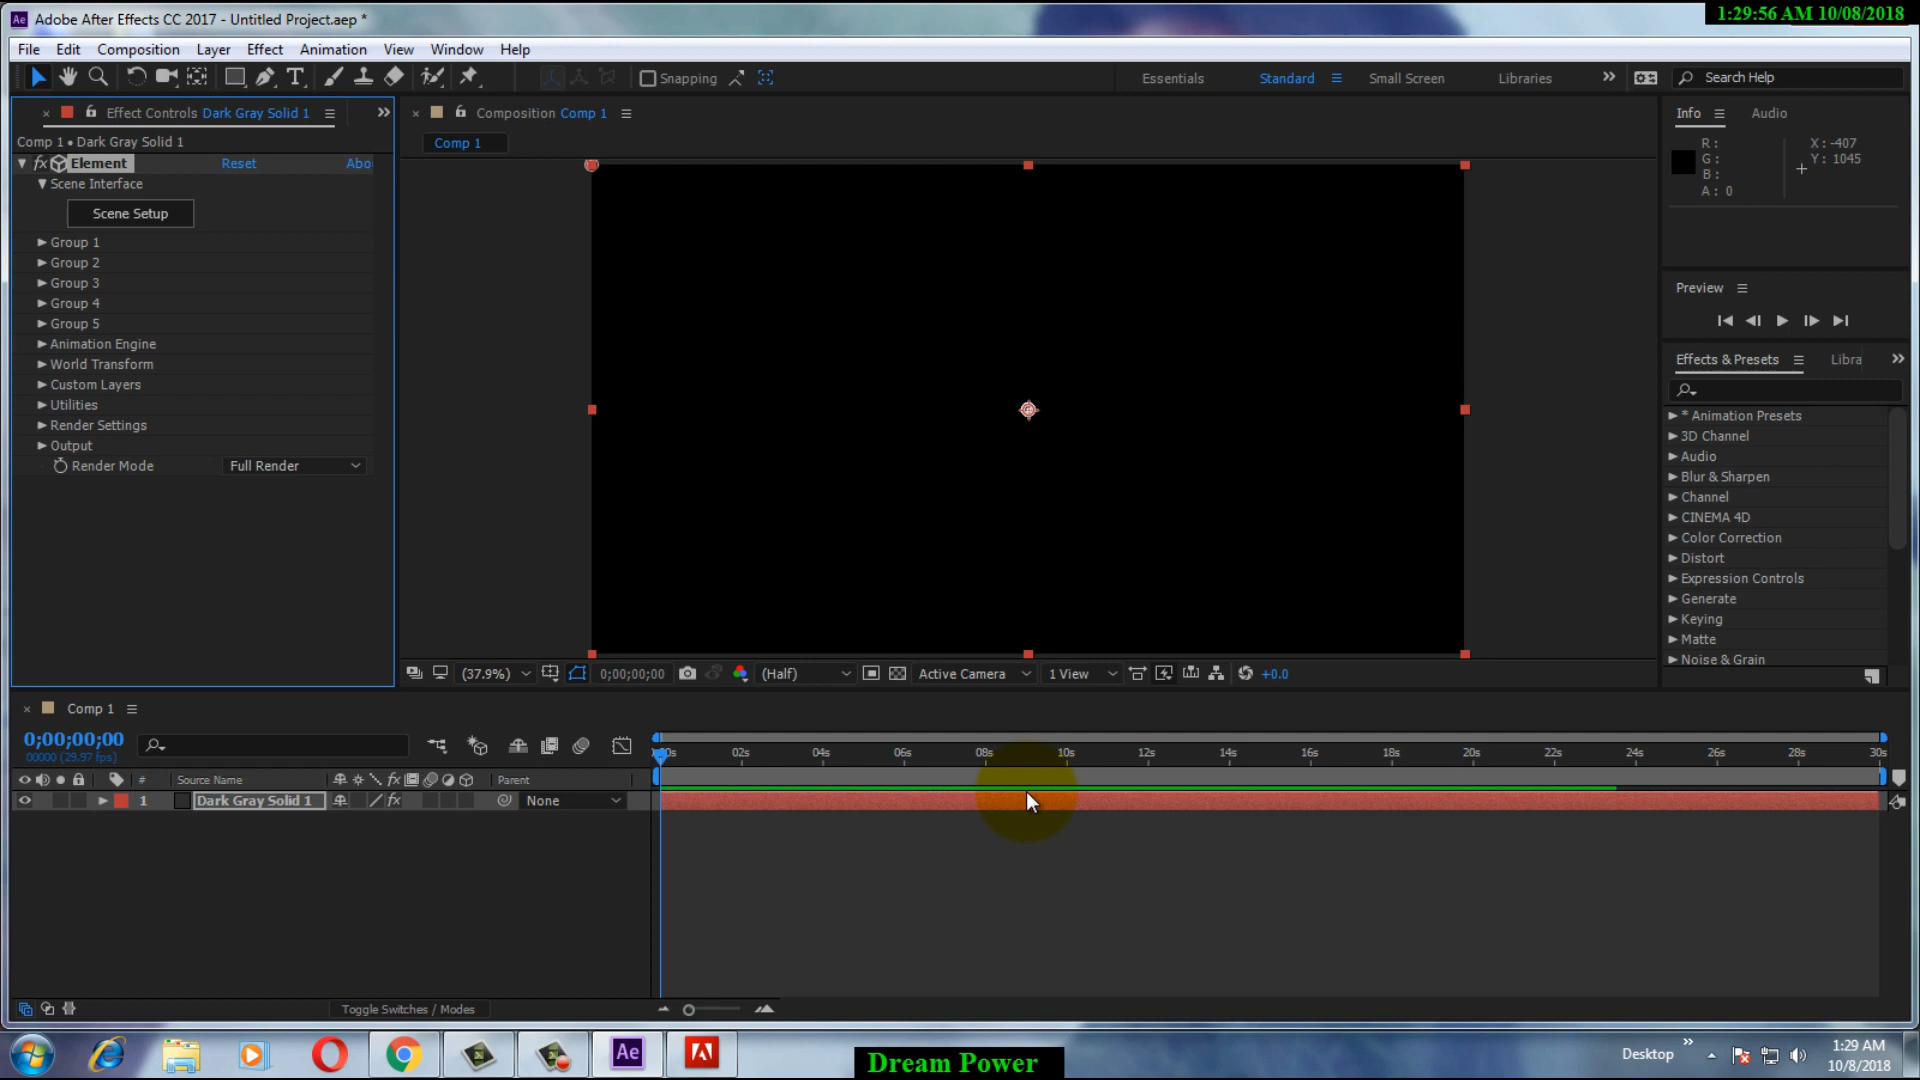 Adobe After Effects CC 2017 - Untitled Project.aep *
1:29:56 AM 10/08/2018
File Edit Composition Layer Effect Animation View Window Help
Snapping
Essentials Standard Small Screen Libraries
Search Help
Effect Controls Dark Gray Solid 1
Comp 1 • Dark Gray Solid 1
fx Element Reset Abo
Scene Interface
Scene Setup
Group 1
Group 2
Group 3
Group 4
Group 5
Animation Engine
World Transform
Custom Layers
Utilities
Render Settings
Output
Render Mode Full Render
Composition Comp 1
Comp 1
(37.9%) 0;00;00;00 (Half) Active Camera 1 View +0.0
Info Audio
R: X: -407
G: Y: 1045
B:
A: 0
Preview
Effects & Presets Libra
* Animation Presets
3D Channel
Audio
Blur & Sharpen
Channel
CINEMA 4D
Color Correction
Distort
Expression Controls
Generate
Keying
Matte
Noise & Grain
Comp 1
0;00;00;00
00000 (29.97 fps)
02s 04s 06s 08s 10s 12s 14s 16s 18s 20s 22s 24s 26s 28s 30s
# Source Name fx Parent
1 Dark Gray Solid 1 fx None
Toggle Switches / Modes
Ae
Dream Power
Desktop
1:29 AM
10/8/2018